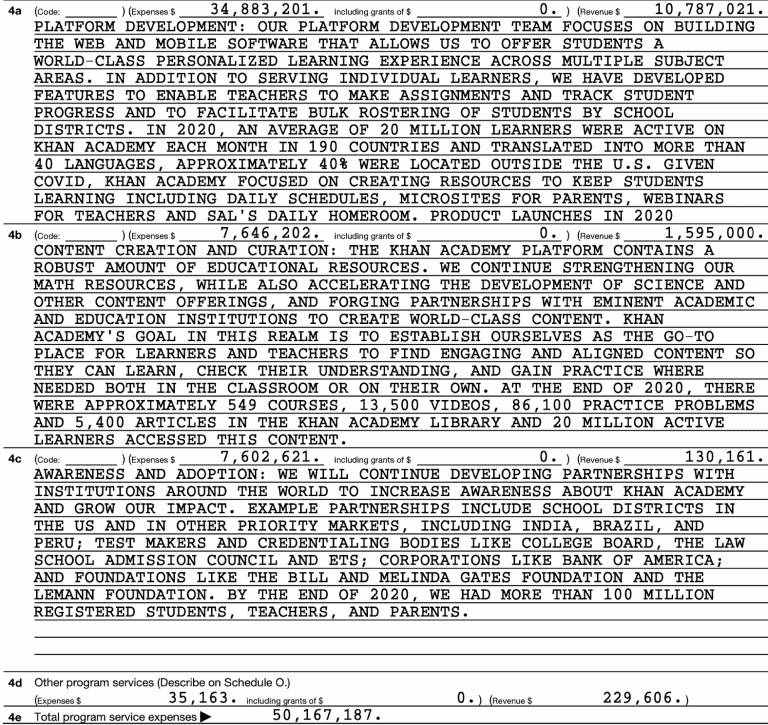 4a (Code: ) (Expenses $ 34,883,201. including grants of $ 0. ) (Revenue $ 10,787,021.
PLATFORM DEVELOPMENT: OUR PLATFORM DEVELOPMENT TEAM FOCUSES ON BUILDING
THE WEB AND MOBILE SOFTWARE THAT ALLOWS US TO OFFER STUDENTS A
WORLD-CLASS PERSONALIZED LEARNING EXPERIENCE ACROSS MULTIPLE SUBJECT
AREAS. IN ADDITION TO SERVING INDIVIDUAL LEARNERS, WE HAVE DEVELOPED
FEATURES TO ENABLE TEACHERS TO MAKE ASSIGNMENTS AND TRACK STUDENT
PROGRESS AND TO FACILITATE BULK ROSTERING OF STUDENTS BY SCHOOL
DISTRICTS. IN 2020, AN AVERAGE OF 20 MILLION LEARNERS WERE ACTIVE ON
KHAN ACADEMY EACH MONTH IN 190 COUNTRIES AND TRANSLATED INTO MORE THAN
40 LANGUAGES, APPROXIMATELY 40% WERE LOCATED OUTSIDE THE U.S. GIVEN
COVID, KHAN ACADEMY FOCUSED ON CREATING RESOURCES TO KEEP STUDENTS
LEARNING INCLUDING DAILY SCHEDULES, MICROSITES FOR PARENTS, WEBINARS
FOR TEACHERS AND SAL'S DAILY HOMEROOM. PRODUCT LAUNCHES IN 2020
4b (Code: ) (Expenses $ 7,646,202. including grants of $ 0. ) (Revenue $ 1,595,000.
CONTENT CREATION AND CURATION: THE KHAN ACADEMY PLATFORM CONTAINS A
ROBUST AMOUNT OF EDUCATIONAL RESOURCES. WE CONTINUE STRENGTHENING OUR
MATH RESOURCES, WHILE ALSO ACCELERATING THE DEVELOPMENT OF SCIENCE AND
OTHER CONTENT OFFERINGS, AND FORGING PARTNERSHIPS WITH EMINENT ACADEMIC
AND EDUCATION INSTITUTIONS TO CREATE WORLD-CLASS CONTENT. KHAN
ACADEMY'S GOAL IN THIS REALM IS TO ESTABLISH OURSELVES AS THE GO-TO
PLACE FOR LEARNERS AND TEACHERS TO FIND ENGAGING AND ALIGNED CONTENT SO
THEY CAN LEARN, CHECK THEIR UNDERSTANDING, AND GAIN PRACTICE WHERE
NEEDED BOTH IN THE CLASSROOM OR ON THEIR OWN. AT THE END OF 2020, THERE
WERE APPROXIMATELY 549 COURSES, 13,500 VIDEOS, 86,100 PRACTICE PROBLEMS
AND 5,400 ARTICLES IN THE KHAN ACADEMY LIBRARY AND 20 MILLION ACTIVE
LEARNERS ACCESSED THIS CONTENT.
4c (Code: ) (Expenses $ 7,602,621. including grants of $ 0. ) (Revenue $ 130,161.
AWARENESS AND ADOPTION: WE WILL CONTINUE DEVELOPING PARTNERSHIPS WITH
INSTITUTIONS AROUND THE WORLD TO INCREASE AWARENESS ABOUT KHAN ACADEMY
AND GROW OUR IMPACT. EXAMPLE PARTNERSHIPS INCLUDE SCHOOL DISTRICTS IN
THE US AND IN OTHER PRIORITY MARKETS, INCLUDING INDIA, BRAZIL, AND
PERU; TEST MAKERS AND CREDENTIALING BODIES LIKE COLLEGE BOARD, THE LAW
SCHOOL ADMISSION COUNCIL AND ETS; CORPORATIONS LIKE BANK OF AMERICA;
AND FOUNDATIONS LIKE THE BILL AND MELINDA GATES FOUNDATION AND THE
LEMANN FOUNDATION. BY THE END OF 2020, WE HAD MORE THAN 100 MILLION
REGISTERED STUDENTS, TEACHERS, AND PARENTS.
4d Other program services (Describe on Schedule O.)
(Expenses $ 35,163. including grants of $ 0. ) (Revenue $ 229,606. )
4e Total program service expenses ▶ 50,167,187.